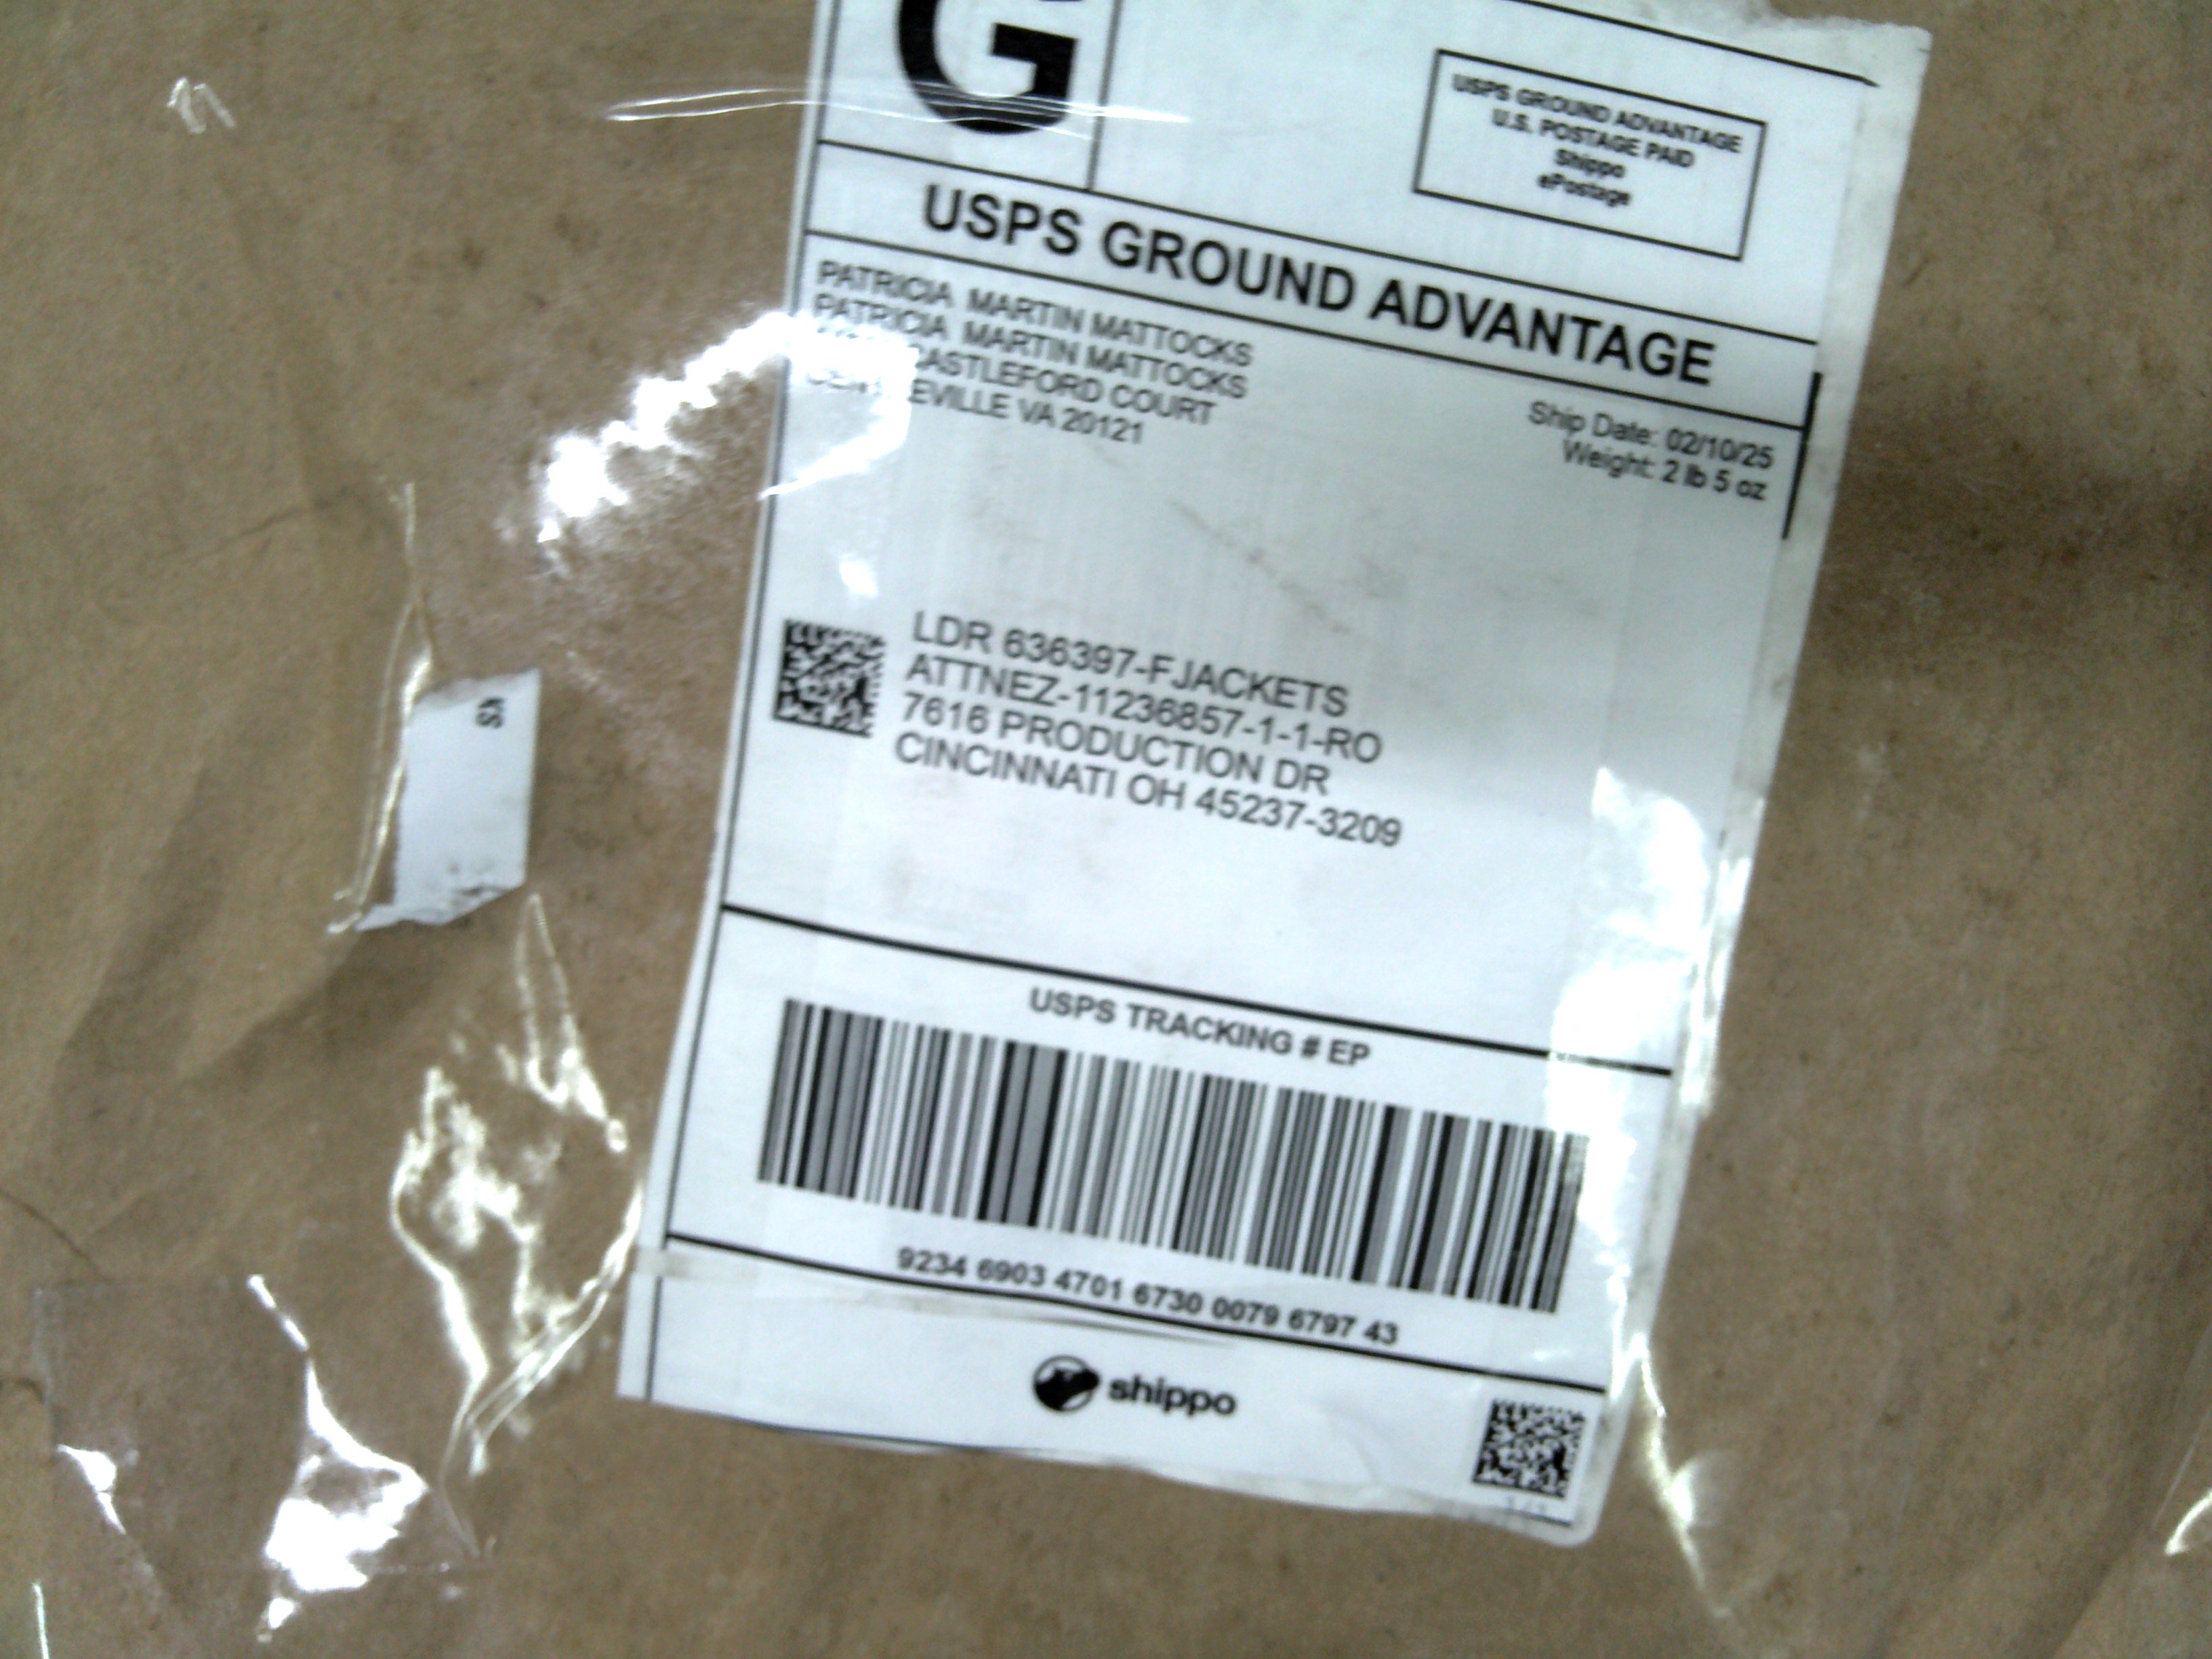 G
USPS GROUND ADVANTAGE
U.S. POSTAGE PAID
Shippo
ePostage
USPS GROUND ADVANTAGE
PATRICIA MARTIN MATTOCKS
PATRICIA MARTIN MATTOCKS
CASTLEFORD COURT
VA 20121
Ship Date: 02/10/25
Weight: 2 lb 5 oz
LDR 636397-FJACKETS
ATTNEZ-11236857-1-1-RO
7616 PRODUCTION DR
CINCINNATI OH 45237-3209
USPS TRACKING # EP
9234 6903 4701 6730 0079 6797 43
shippo